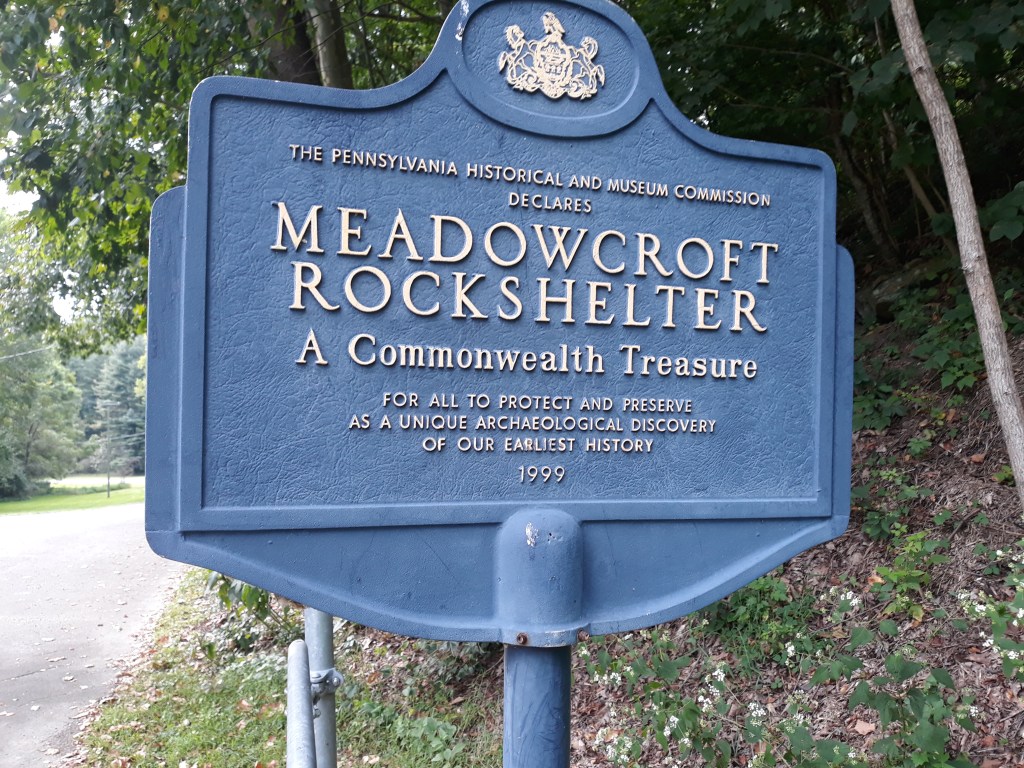 THE PENNSYLVANIA HISTORICAL AND MUSEUM COMMISSION
DECLARES
MEADOWCROFT
ROCKSHELTER
A Commonwealth Treasure
FOR ALL TO PROTECT AND PRESERVE
AS A UNIQUE ARCHAEOLOGICAL DISCOVERY
OF OUR EARLIEST HISTORY
1999